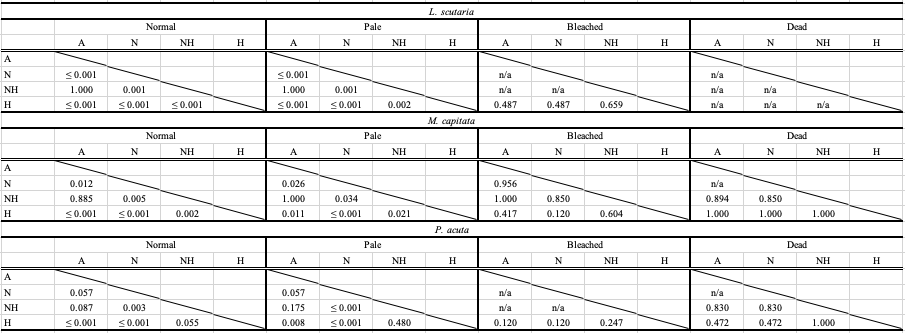 L. scutaria
Normal Pale Bleached Dead
A N NH H A N NH H A N NH H A N NH H
A
N ≤ 0.001 ≤ 0.001 n/a n/a
NH 1.000 0.001 1.000 0.001 n/a n/a n/a n/a
H ≤ 0.001 ≤ 0.001 ≤ 0.001 ≤ 0.001 ≤ 0.001 0.002 0.487 0.487 0.659 n/a n/a n/a
M. capitata
Normal Pale Bleached Dead
A N NH H A N NH H A N NH H A N NH H
A
N 0.012 0.026 0.956 n/a
NH 0.885 0.005 1.000 0.034 1.000 0.850 0.894 0.850
H ≤ 0.001 ≤ 0.001 0.002 0.011 ≤ 0.001 0.021 0.417 0.120 0.604 1.000 1.000 1.000
P. acuta
Normal Pale Bleached Dead
A N NH H A N NH H A N NH H A N NH H
A
N 0.057 0.057 n/a n/a
NH 0.087 0.003 0.175 ≤ 0.001 n/a n/a 0.830 0.830
H ≤ 0.001 ≤ 0.001 0.055 0.008 ≤ 0.001 0.480 0.120 0.120 0.247 0.472 0.472 1.000